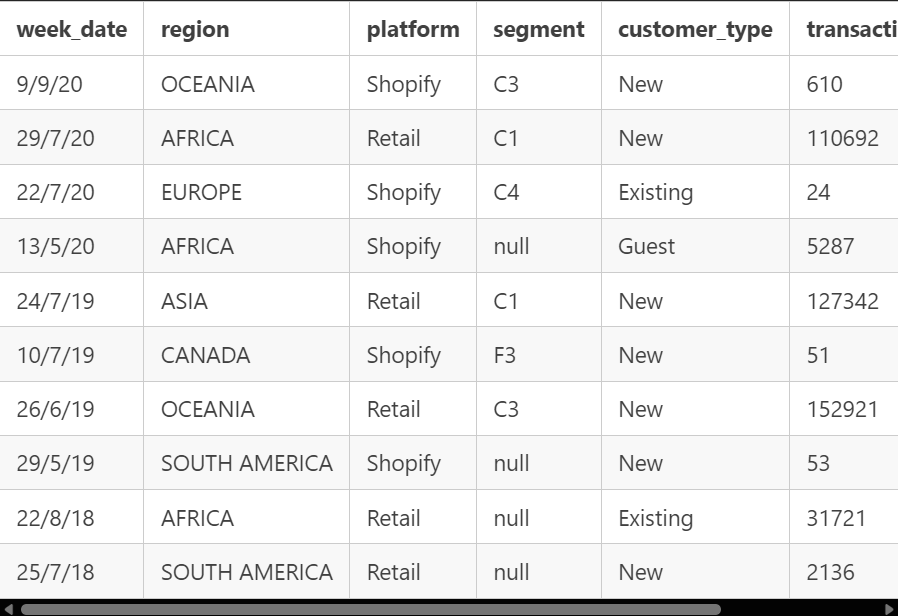 week_date region platform segment customer_type transacti
9/9/20 OCEANIA Shopify C3 New 610
29/7/20 AFRICA Retail C1 New 110692
22/7/20 EUROPE Shopify C4 Existing 24
13/5/20 AFRICA Shopify null Guest 5287
24/7/19 ASIA Retail C1 New 127342
10/7/19 CANADA Shopify F3 New 51
26/6/19 OCEANIA Retail C3 New 152921
29/5/19 SOUTH AMERICA Shopify null New 53
22/8/18 AFRICA Retail null Existing 31721
25/7/18 SOUTH AMERICA Retail null New 2136